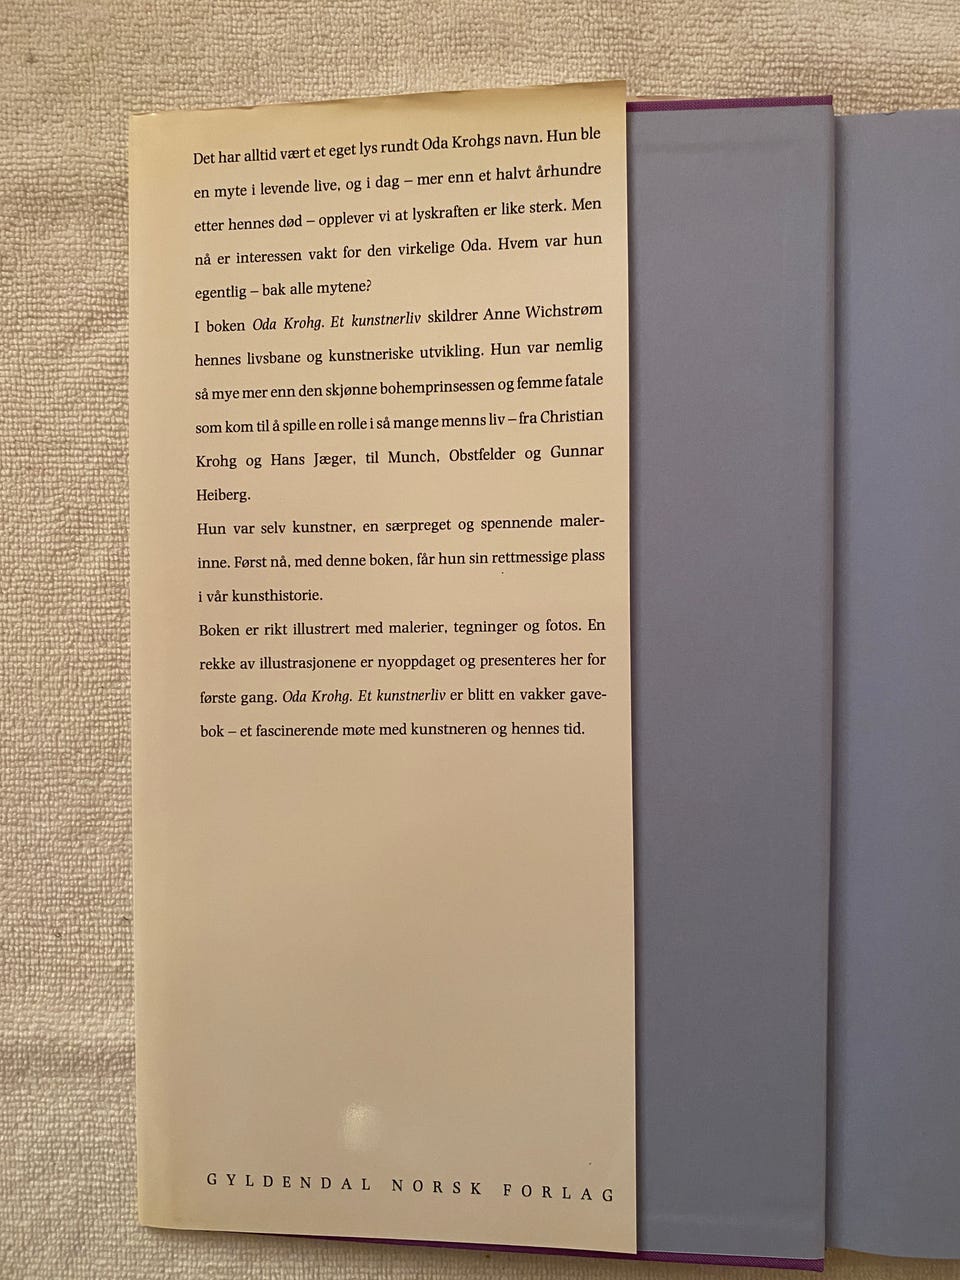 Det har alltid vært et eget lys rundt Oda Krohgs navn. Hun ble
en myte i levende live, og i dag – mer enn et halvt århundre
etter hennes død – opplever vi at lyskraften er like sterk. Men
nå er interessen vakt for den virkelige Oda. Hvem var hun
egentlig – bak alle mytene?
I boken Oda Krohg. Et kunstnerliv skildrer Anne Wichstrøm
hennes livsbane og kunstneriske utvikling. Hun var nemlig
så mye mer enn den skjønne bohemprinsessen og femme fatale
som kom til å spille en rolle i så mange menns liv – fra Christian
Krohg og Hans Jæger, til Munch, Obstfelder og Gunnar
Heiberg.
Hun var selv kunstner, en særpreget og spennende maler-
inne. Først nå, med denne boken, får hun sin rettmessige plass
i vår kunsthistorie.
Boken er rikt illustrert med malerier, tegninger og fotos. En
rekke av illustrasjonene er nyoppdaget og presenteres her for
første gang. Oda Krohg. Et kunstnerliv er blitt en vakker gave-
bok – et fascinerende møte med kunstneren og hennes tid.
GYLDENDAL NORSK FORLAG